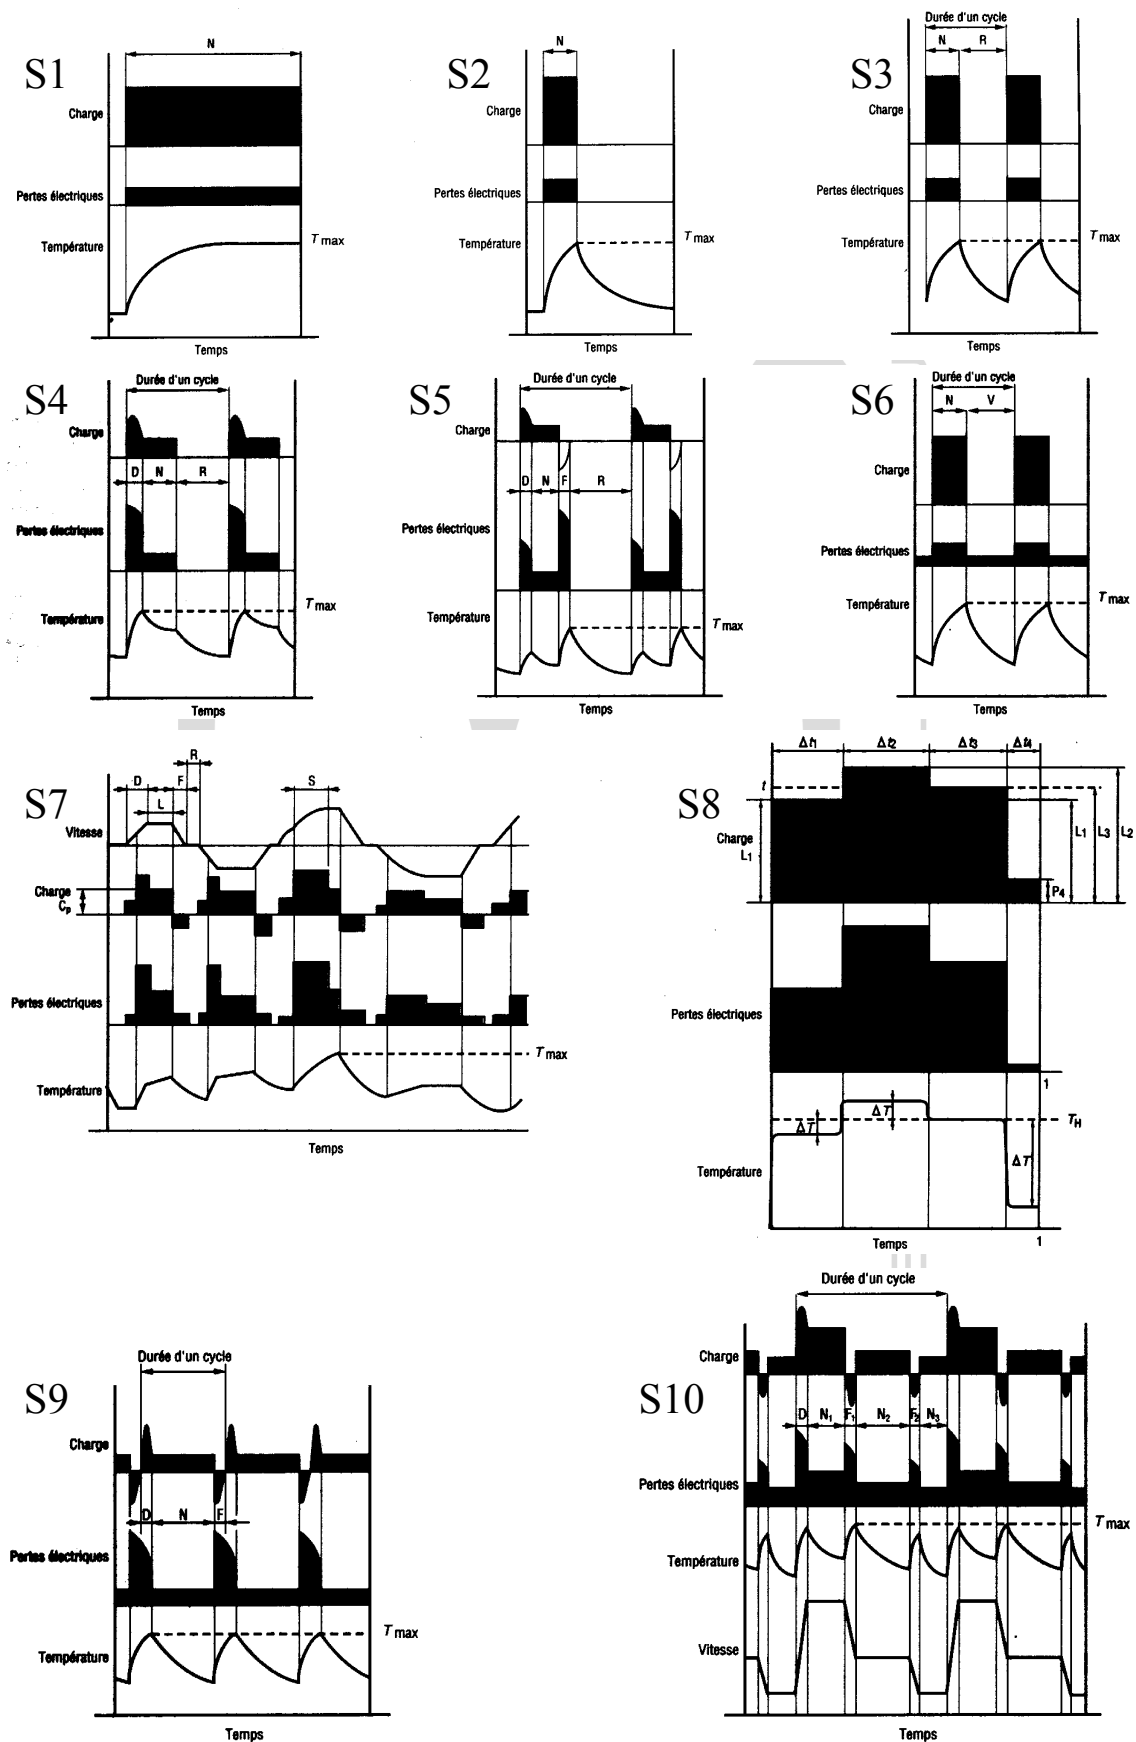 S1
N
Charge
Pertes électriques
Température
T max
Temps
S2
N
Charge
Pertes électriques
Température
T max
Temps
S3
Durée d'un cycle
N R
Charge
Pertes électriques
Température
T max
Temps
S4
Durée d'un cycle
Charge
D N R
Pertes électriques
Température
T max
Temps
S5
Durée d'un cycle
Charge
D N F R
Pertes électriques
Température
T max
Temps
S6
Durée d'un cycle
N V
Charge
Pertes électriques
Température
T max
Temps
S7
R
D F
L
S
Vitesse
Charge
Cp
Pertes électriques
Température
T max
Temps
S8
Δt1 Δt2 Δt3 Δt4
t
Charge
L1
L1 L3 L2
P4
Pertes électriques
1
ΔT ΔT
TH
Température
ΔT
Temps
1
S9
Durée d'un cycle
Charge
D N F
Pertes électriques
Température
T max
Temps
S10
Durée d'un cycle
Charge
D N1 F1 N2 F2 N3
Pertes électriques
Température
T max
Vitesse
Temps